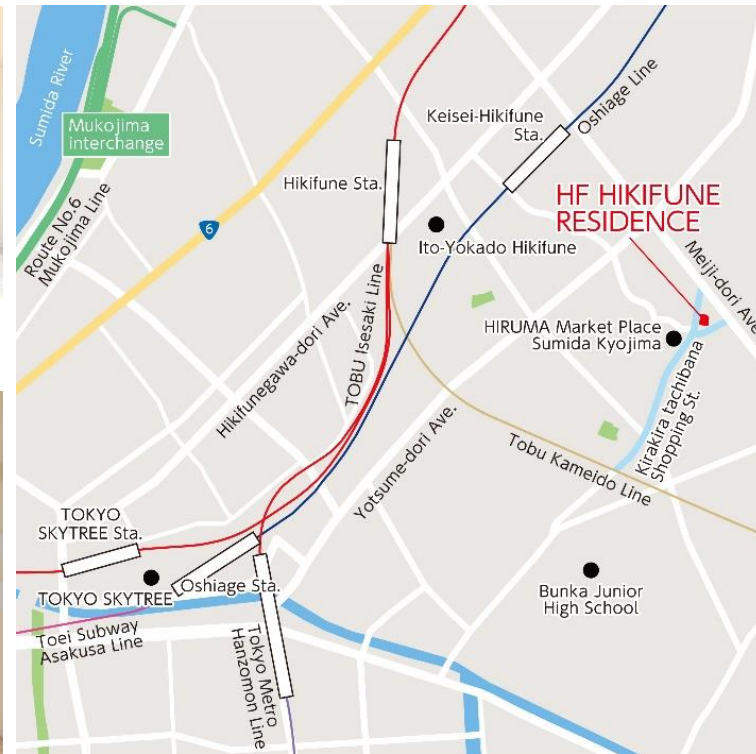 Sumida River
Mukojima
interchange
Route No.6
Mukojima Line
6
Keisei-Hikifune
Sta.
Oshiage Line
Hikifune Sta.
HF HIKIFUNE
RESIDENCE
Ito-Yokado Hikifune
Meiji-dori Ave.
HIRUMA Market Place
Sumida Kyojima
Hikifunegawa-dori Ave.
TOBU Isesaki Line
Kirakira tachibana
Shopping St.
Yotsume-dori Ave.
Tobu Kameido Line
TOKYO
SKYTREE Sta.
TOKYO SKYTREE
Oshiage Sta.
Bunka Junior
High School
Toei Subway
Asakusa Line
Tokyo Metro
Hanzomon Line